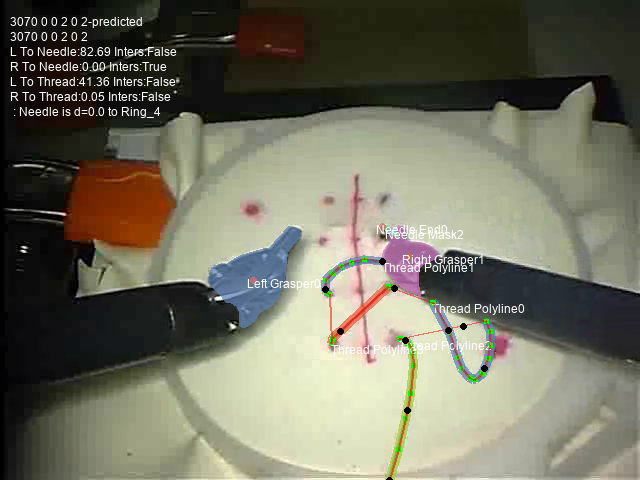 3070 0 0 2 0 2-predicted
3070 0 0 2 0 2
L To Needle:82.69 Inters:False
R To Needle:0.00 Inters:True
L To Thread:41.36 Inters:False
R To Thread:0.05 Inters:False
: Needle is d=0.0 to Ring_4
Needle End0
Needle Mask2
Right Grasper1
Thread Polyline1
Left Grasper0
Thread Polyline0
Thread Polyline
Thread Polyline2